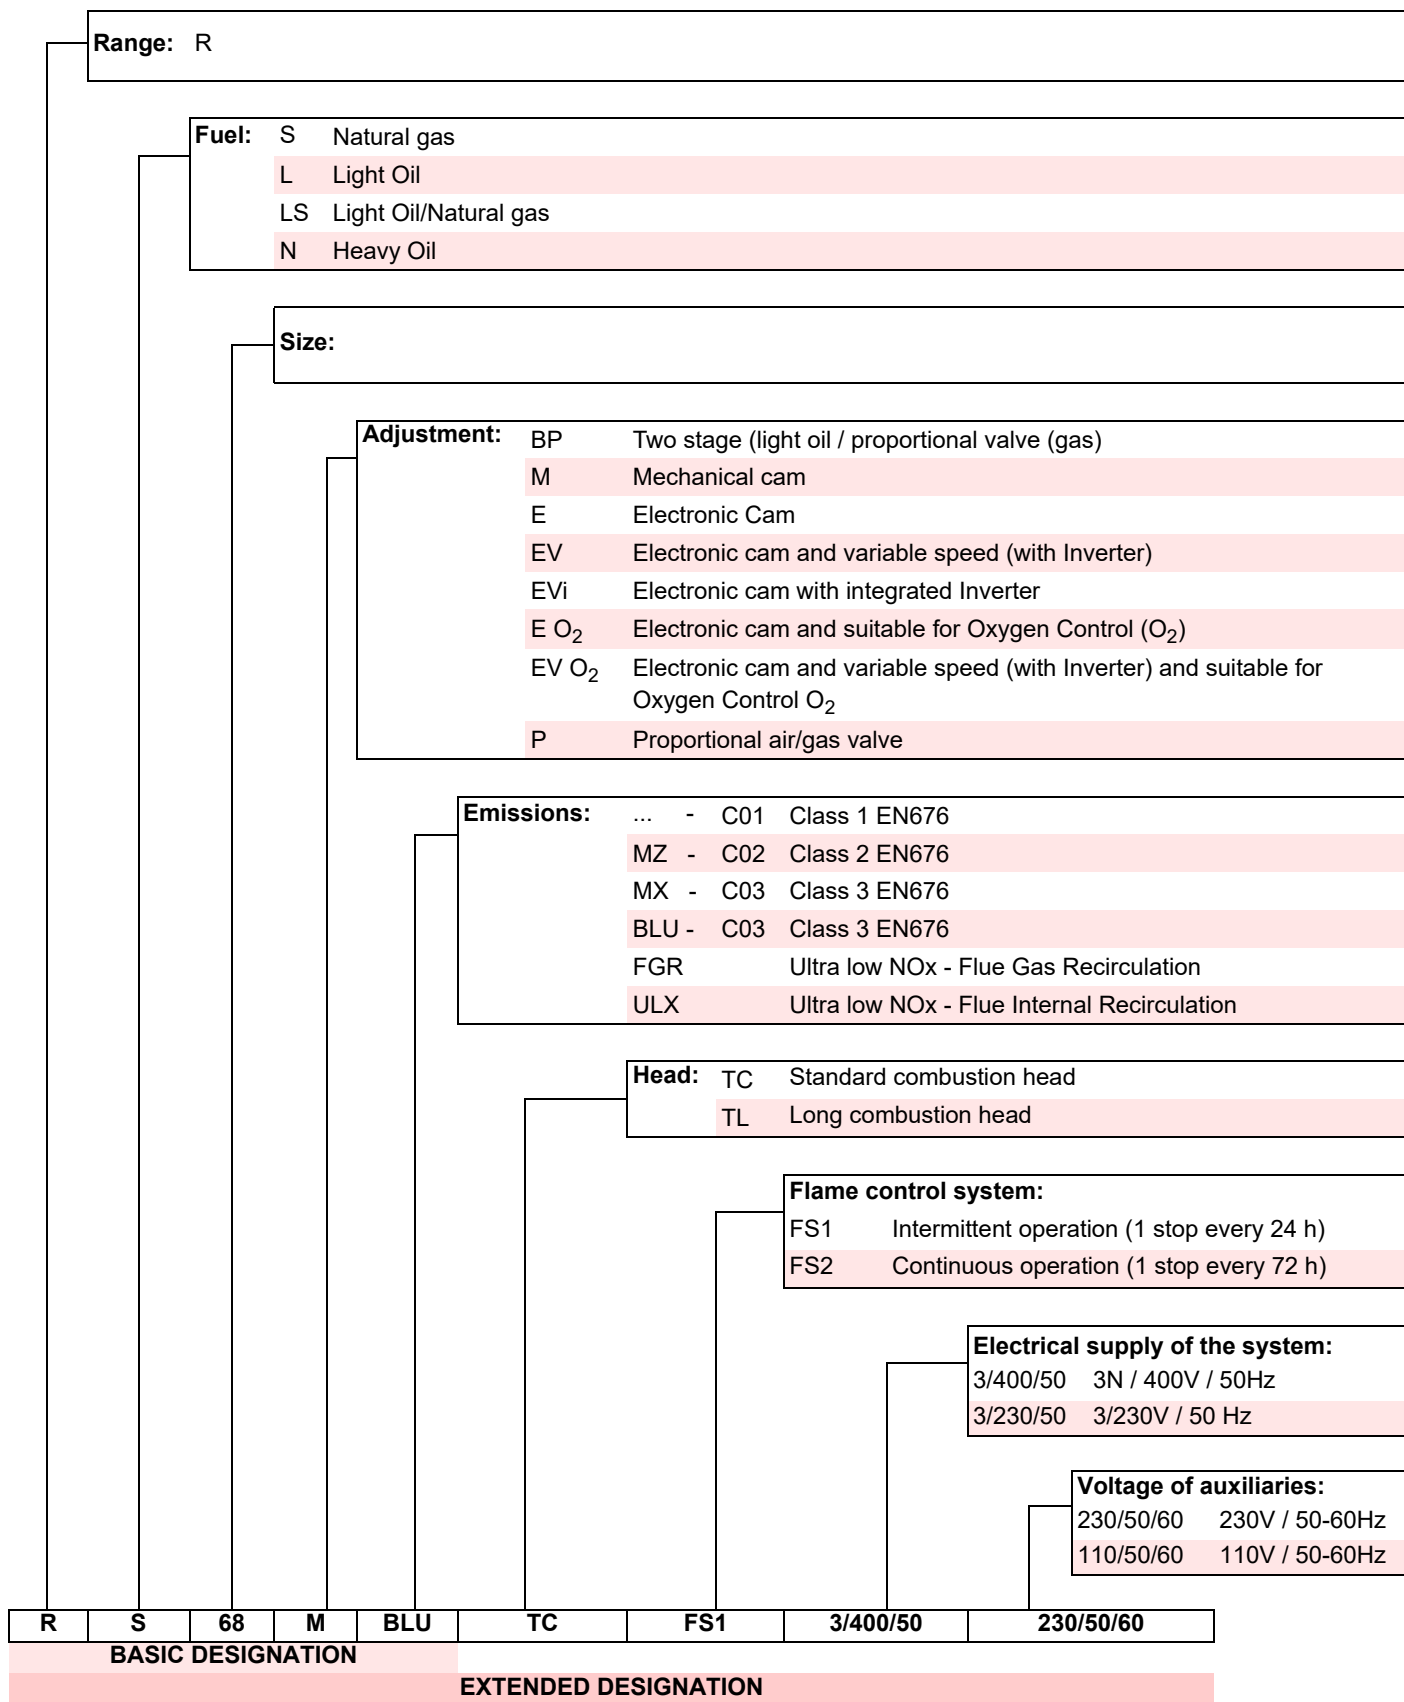 Range: R
Fuel: S Natural gas
L Light Oil
LS Light Oil/Natural gas
N Heavy Oil
Size:
Adjustment: BP Two stage (light oil / proportional valve (gas)
M Mechanical cam
E Electronic Cam
EV Electronic cam and variable speed (with Inverter)
EVi Electronic cam with integrated Inverter
E O₂ Electronic cam and suitable for Oxygen Control (O₂)
EV O₂ Electronic cam and variable speed (with Inverter) and suitable for
Oxygen Control O₂
P Proportional air/gas valve
Emissions: ... - C01 Class 1 EN676
MZ - C02 Class 2 EN676
MX - C03 Class 3 EN676
BLU - C03 Class 3 EN676
FGR Ultra low NOx - Flue Gas Recirculation
ULX Ultra low NOx - Flue Internal Recirculation
Head: TC Standard combustion head
TL Long combustion head
Flame control system:
FS1 Intermittent operation (1 stop every 24 h)
FS2 Continuous operation (1 stop every 72 h)
Electrical supply of the system:
3/400/50 3N / 400V / 50Hz
3/230/50 3/230V / 50 Hz
Voltage of auxiliaries:
230/50/60 230V / 50-60Hz
110/50/60 110V / 50-60Hz
R S 68 M BLU TC FS1 3/400/50 230/50/60
BASIC DESIGNATION
EXTENDED DESIGNATION